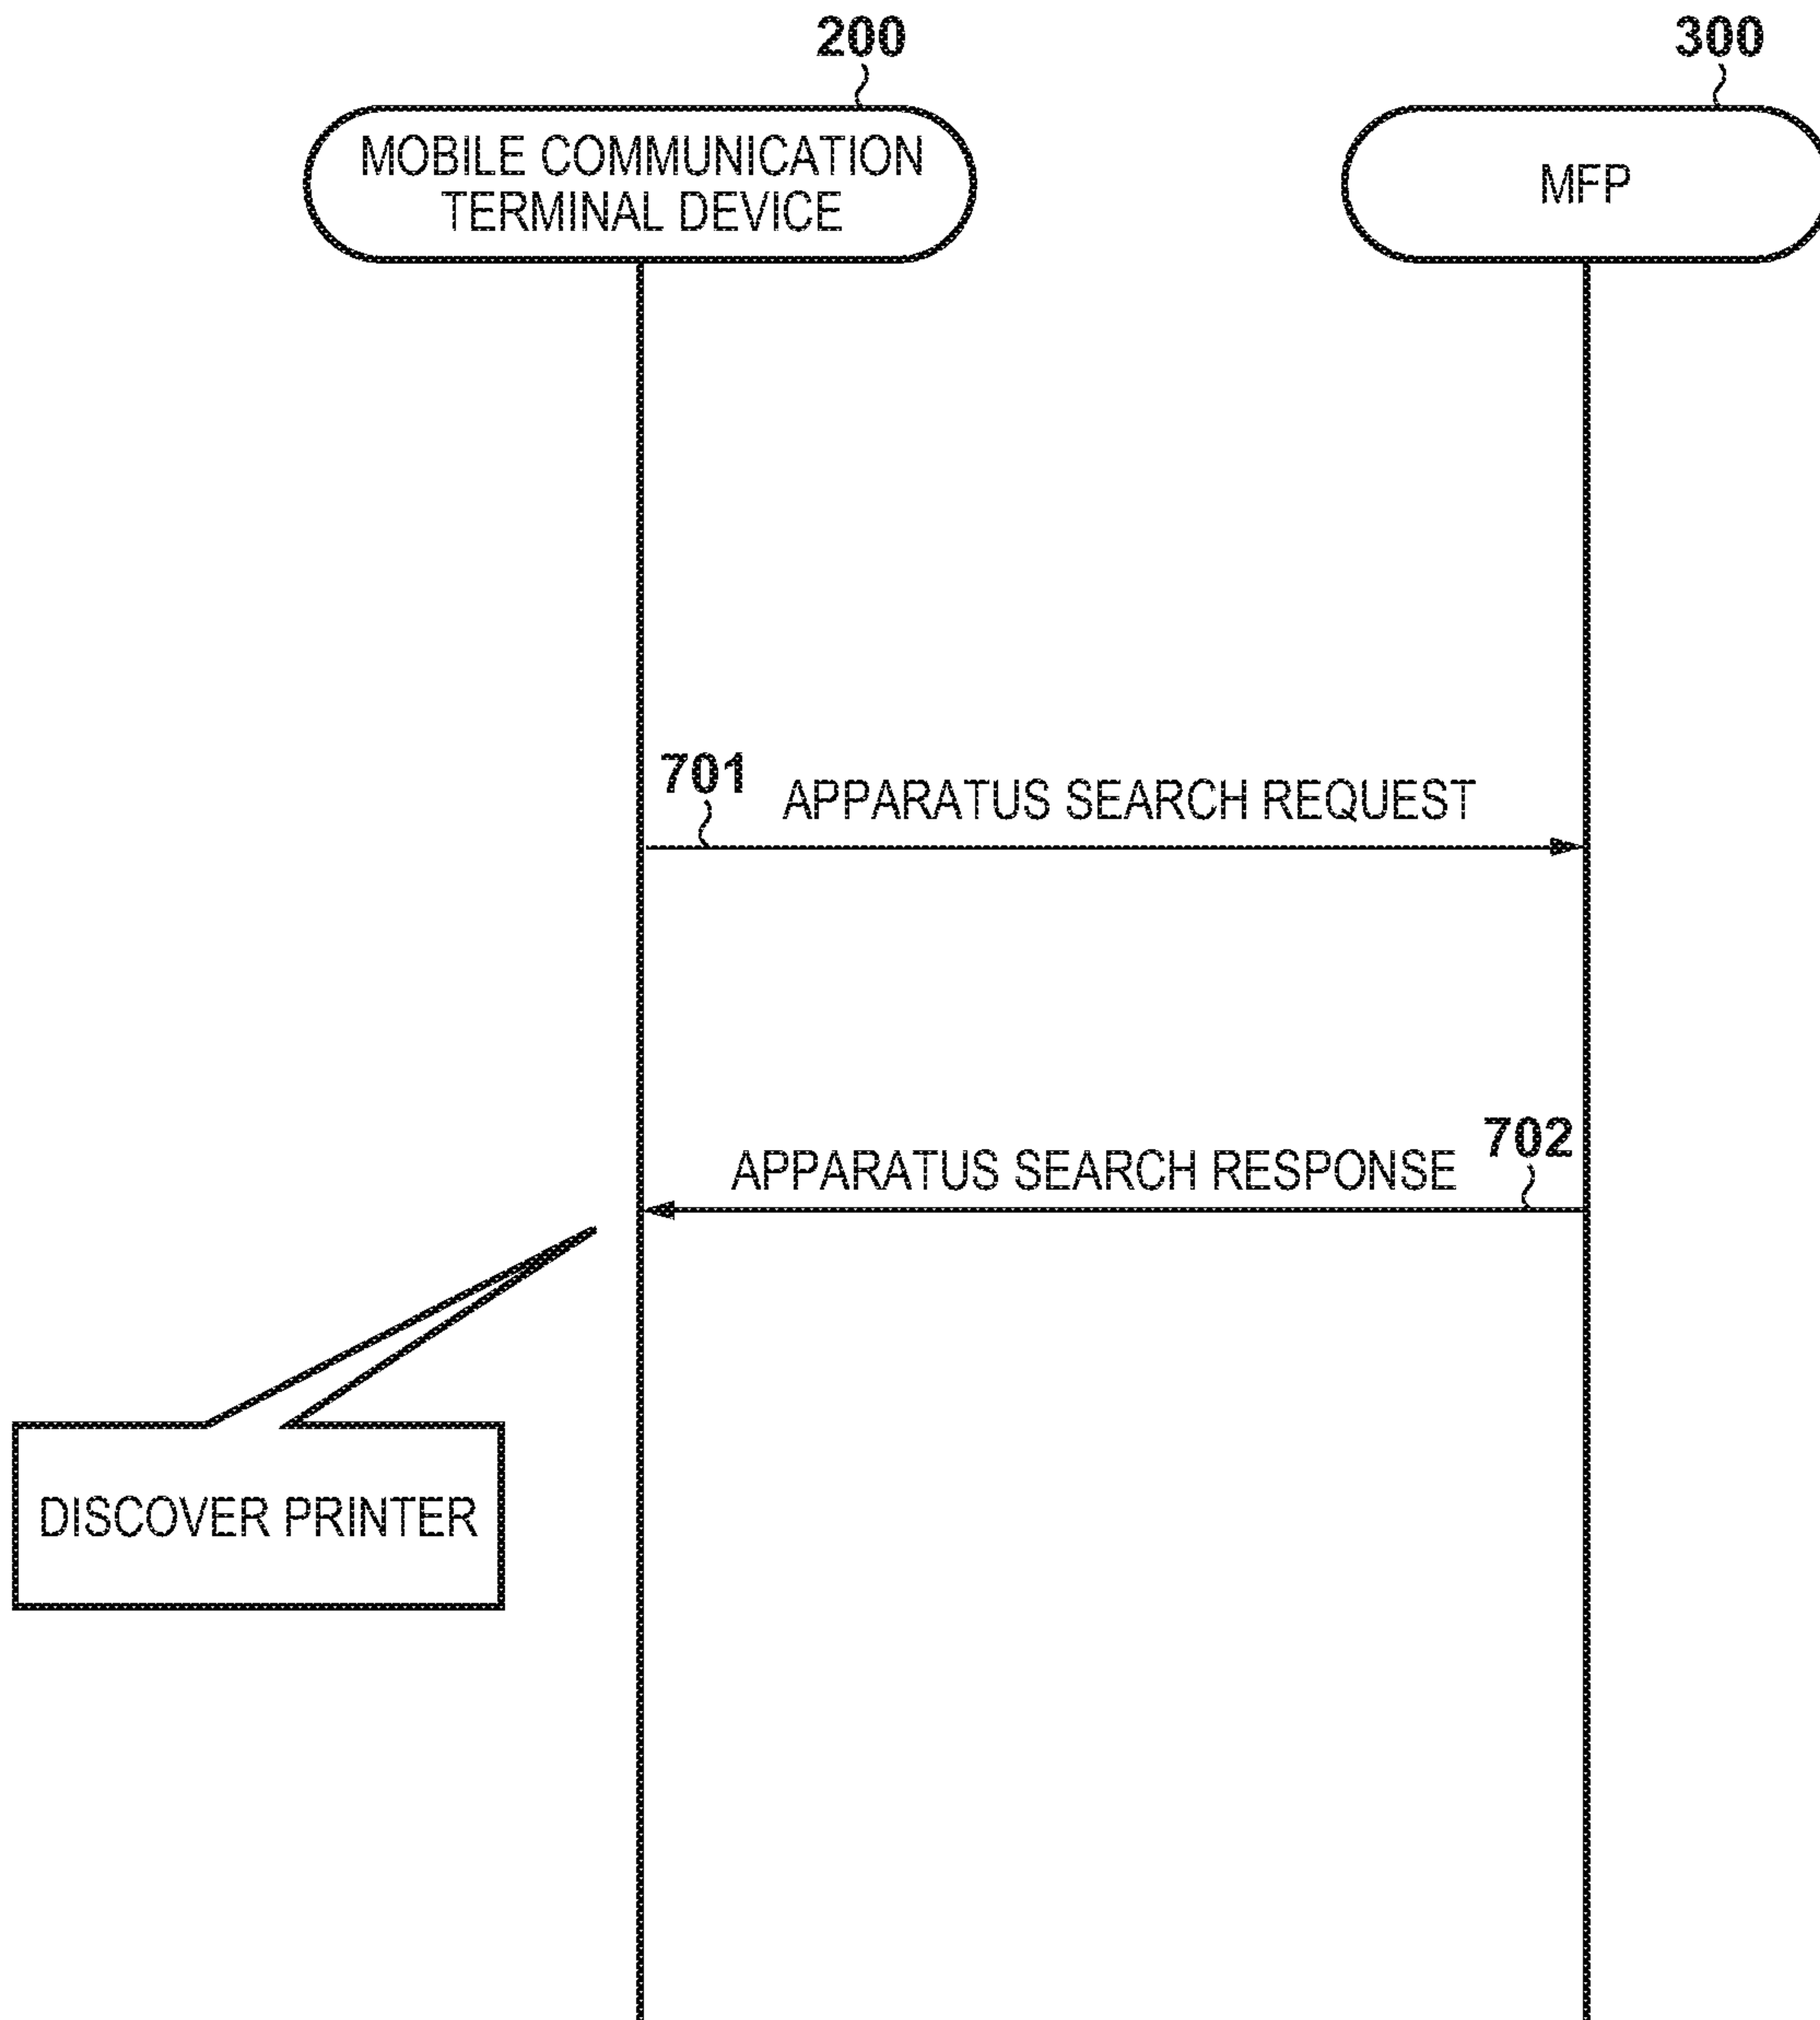 200
300
MOBILE COMMUNICATION
TERMINAL DEVICE
MFP
701
APPARATUS SEARCH REQUEST
702
APPARATUS SEARCH RESPONSE
DISCOVER PRINTER